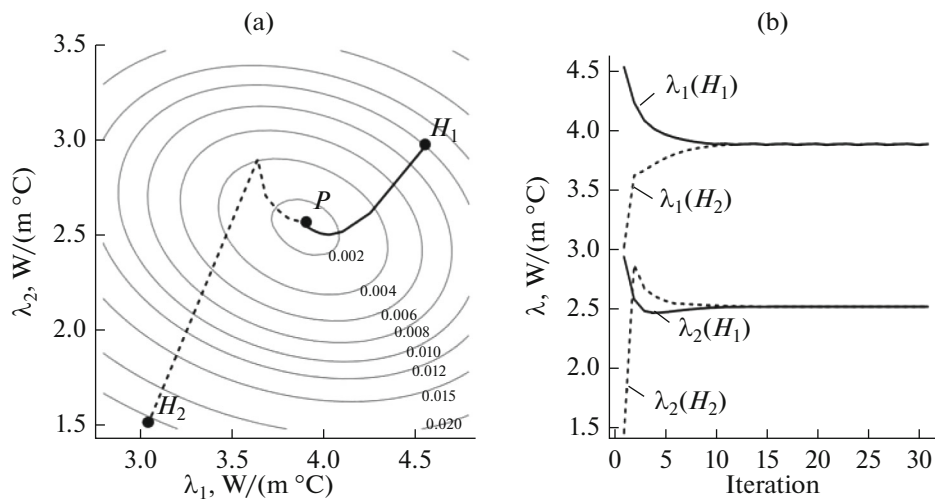 (a)
3.5
3.0
2.5
2.0
1.5
λ₂, W/(m °C)
H₁
P
H₂
0.002
0.004
0.006
0.008
0.010
0.012
0.015
0.020
3.0 3.5 4.0 4.5
λ₁, W/(m °C)
(b)
4.5
4.0
3.5
3.0
2.5
2.0
1.5
λ, W/(m °C)
λ₁(H₁)
λ₁(H₂)
λ₂(H₁)
λ₂(H₂)
0 5 10 15 20 25 30
Iteration